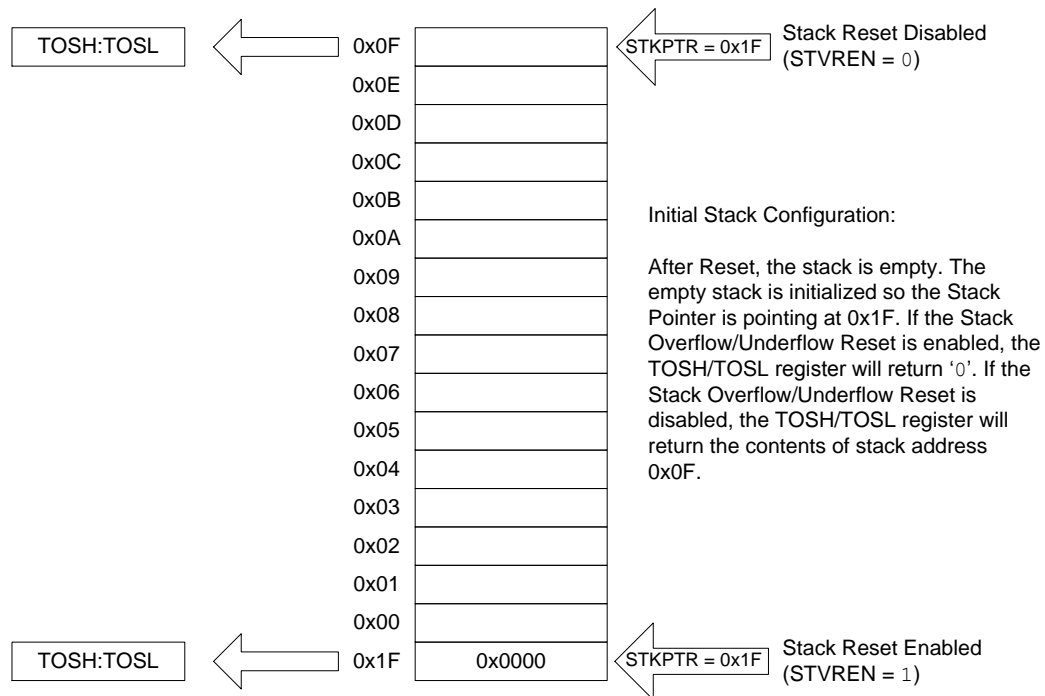 TOSH:TOSL 0x0F STKPTR = 0x1F Stack Reset Disabled
(STVREN = 0)
0x0E
0x0D
0x0C
0x0B
0x0A
0x09
0x08
0x07
0x06
0x05
0x04
0x03
0x02
0x01
0x00
Initial Stack Configuration:
After Reset, the stack is empty. The
empty stack is initialized so the Stack
Pointer is pointing at 0x1F. If the Stack
Overflow/Underflow Reset is enabled, the
TOSH/TOSL register will return ‘0’. If the
Stack Overflow/Underflow Reset is
disabled, the TOSH/TOSL register will
return the contents of stack address
0x0F.
TOSH:TOSL 0x1F 0x0000 STKPTR = 0x1F Stack Reset Enabled
(STVREN = 1)